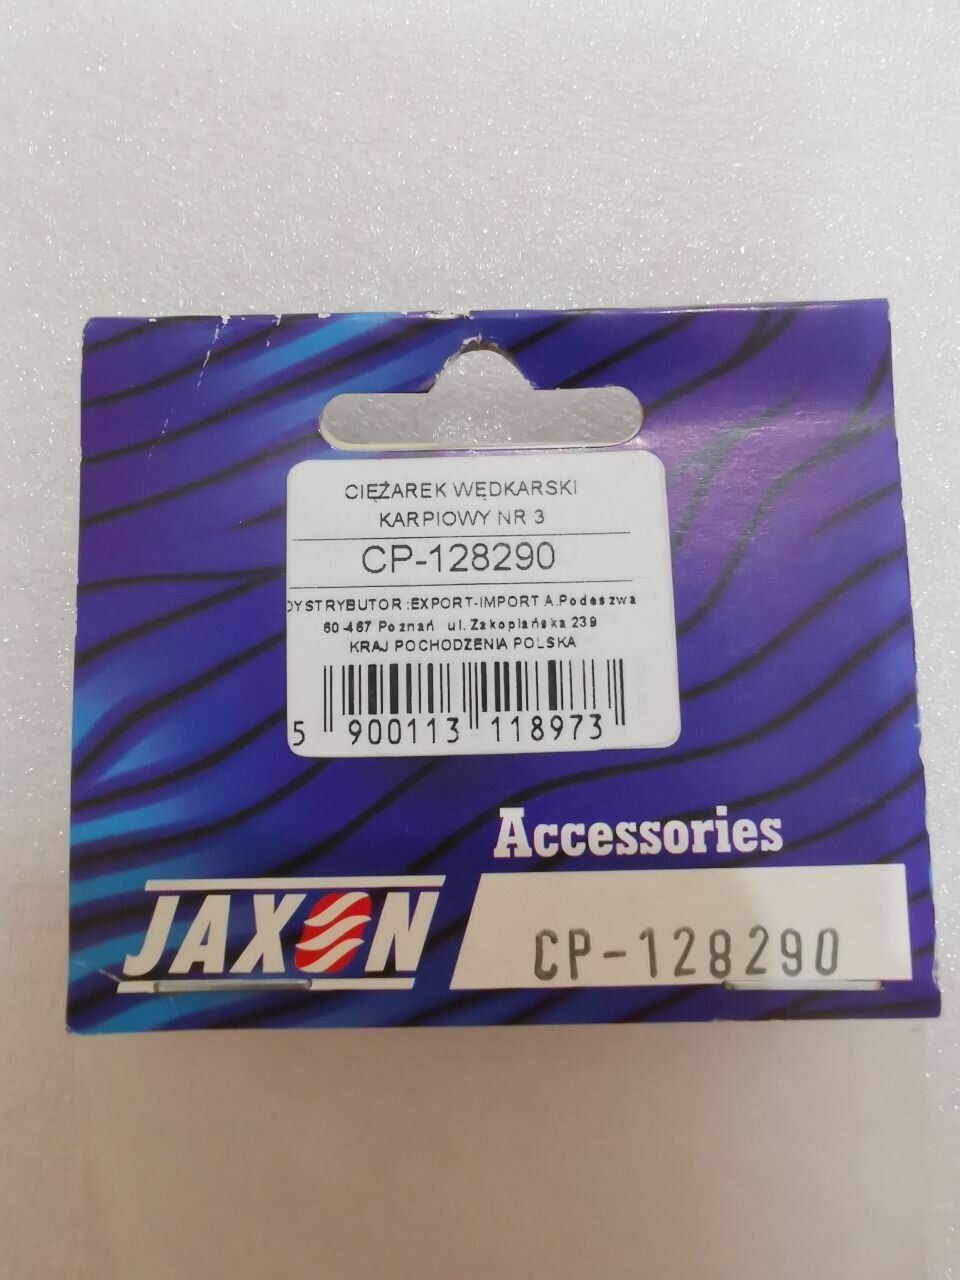 CIĘŻAREK WĘDKARSKI
KARPIOWY NR 3
CP-128290
DYSTRYBUTOR :EXPORT-IMPORT A.Podeszwa
60-467 Poznań ul. Zakopiańska 239
KRAJ POCHODZENIA POLSKA
5 900113 118973
Accessories
JAXON
CP-128290